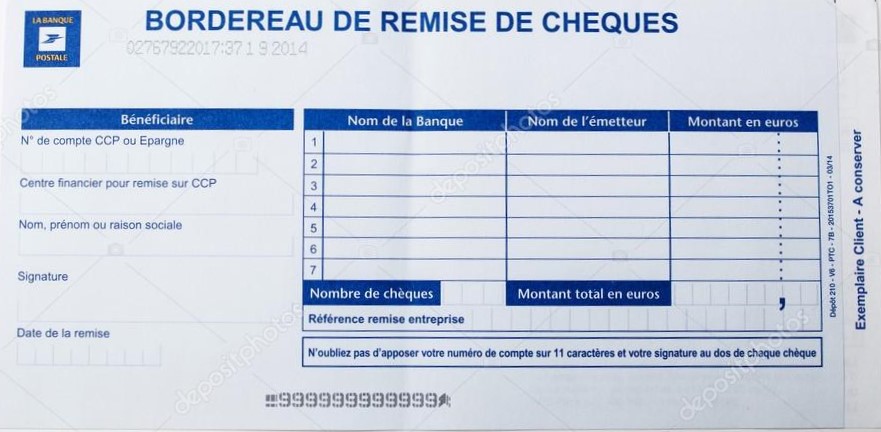 LA BANQUE
POSTALE
BORDEREAU DE REMISE DE CHEQUES
02767922017:37 1 9 2014
Bénéficiaire
N° de compte CCP ou Epargne
Centre financier pour remise sur CCP
Nom, prénom ou raison sociale
Signature
Date de la remise
Nom de la Banque Nom de l'émetteur Montant en euros
1
2
3
4
5
6
7
,
Nombre de chèques Montant total en euros
Référence remise entreprise
N'oubliez pas d'apposer votre numéro de compte sur 11 caractères et votre signature au dos de chaque chèque
9999999999999
Dépôt 210 - V6 - PTC - 7B - 20153701TO1 - 03/14
Exemplaire Client - A conserver
depositphotos
depositphotos
depositphotos
depositphotos